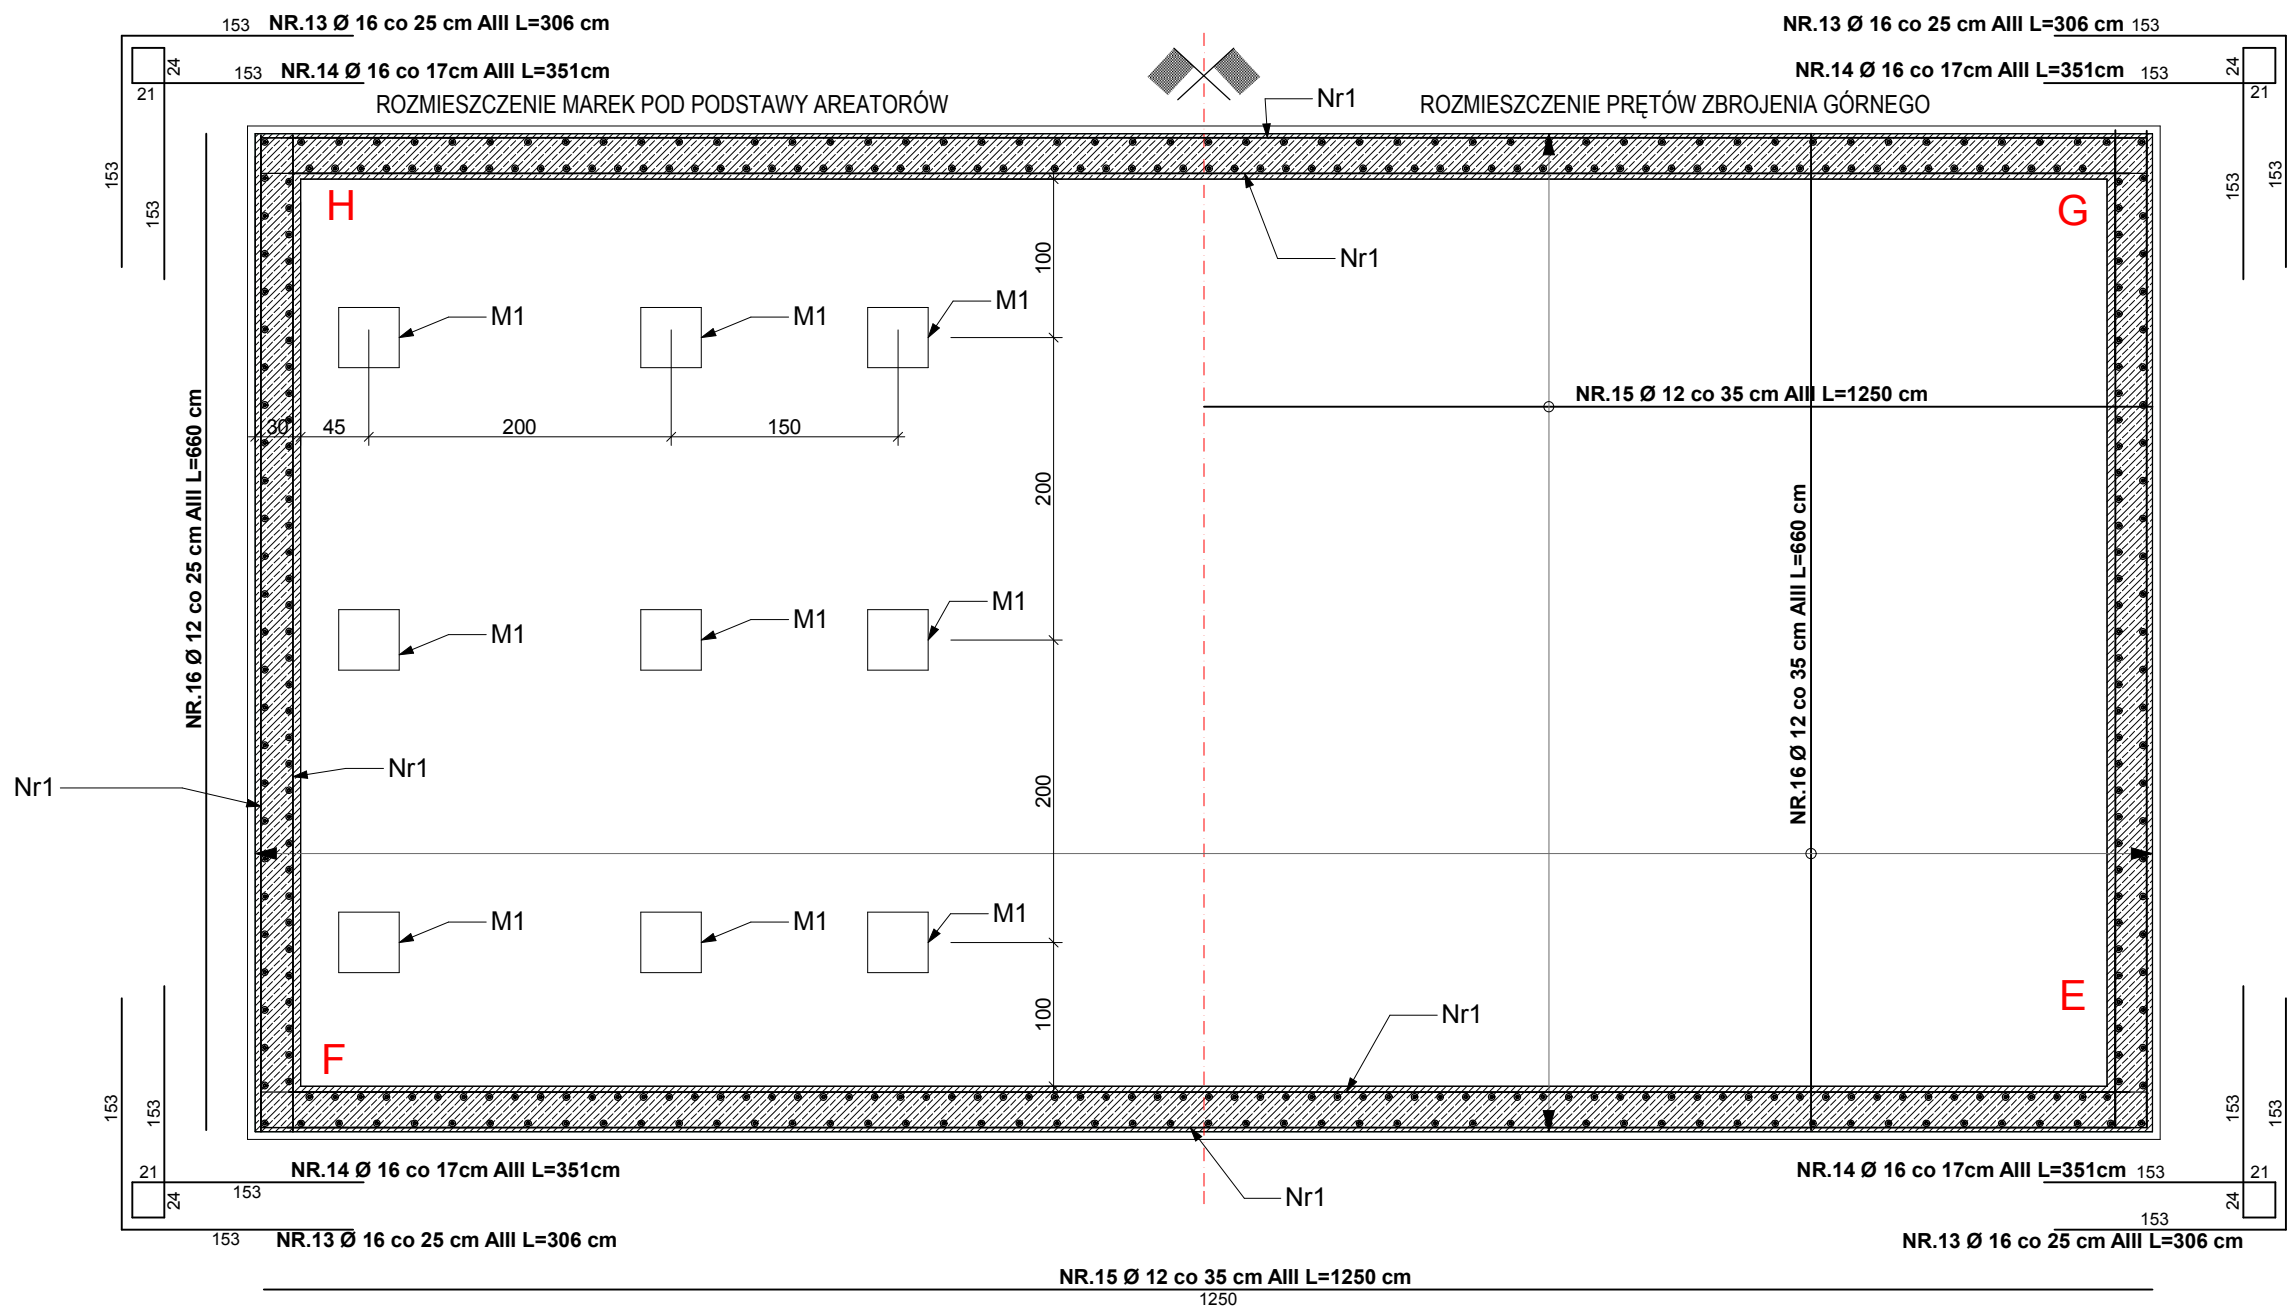 153 NR.13 Ø 16 co 25 cm AIII L=306 cm
NR.13 Ø 16 co 25 cm AIII L=306 cm 153
24
153 NR.14 Ø 16 co 17cm AIII L=351cm
NR.14 Ø 16 co 17cm AIII L=351cm 153
24
21
21
ROZMIESZCZENIE MAREK POD PODSTAWY AREATORÓW
Nr1
ROZMIESZCZENIE PRĘTÓW ZBROJENIA GÓRNEGO
153
153
153
153
H
G
100
Nr1
M1
M1
M1
NR.15 Ø 12 co 35 cm AIII L=1250 cm
30
45
200
150
200
NR.16 Ø 12 co 25 cm AIII L=660 cm
NR.16 Ø 12 co 35 cm AIII L=660 cm
M1
M1
M1
Nr1
Nr1
200
M1
M1
M1
100
Nr1
E
F
153
153
153
153
NR.14 Ø 16 co 17cm AIII L=351cm
NR.14 Ø 16 co 17cm AIII L=351cm 153
21
21
153
24
24
Nr1
153
153 NR.13 Ø 16 co 25 cm AIII L=306 cm
NR.13 Ø 16 co 25 cm AIII L=306 cm
NR.15 Ø 12 co 35 cm AIII L=1250 cm
1250